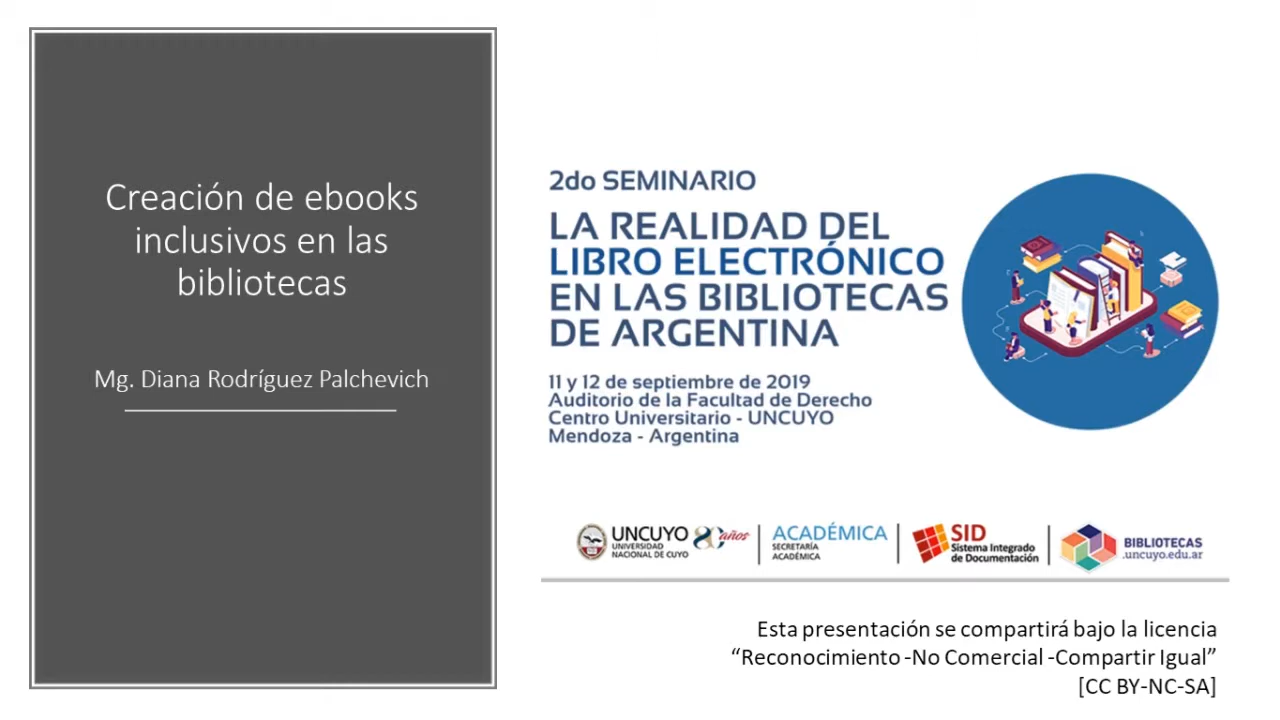 Creación de ebooks
inclusivos en las
bibliotecas
Mg. Diana Rodríguez Palchevich
2do SEMINARIO
LA REALIDAD DEL
LIBRO ELECTRÓNICO
EN LAS BIBLIOTECAS
DE ARGENTINA
11 y 12 de septiembre de 2019
Auditorio de la Facultad de Derecho
Centro Universitario - UNCUYO
Mendoza - Argentina
UNCUYO
UNIVERSIDAD
NACIONAL DE CUYO
80 años
ACADÉMICA
SECRETARÍA
ACADÉMICA
SID
Sistema Integrado
de Documentación
BIBLIOTECAS
.uncuyo.edu.ar
Esta presentación se compartirá bajo la licencia
“Reconocimiento -No Comercial -Compartir Igual”
[CC BY-NC-SA]